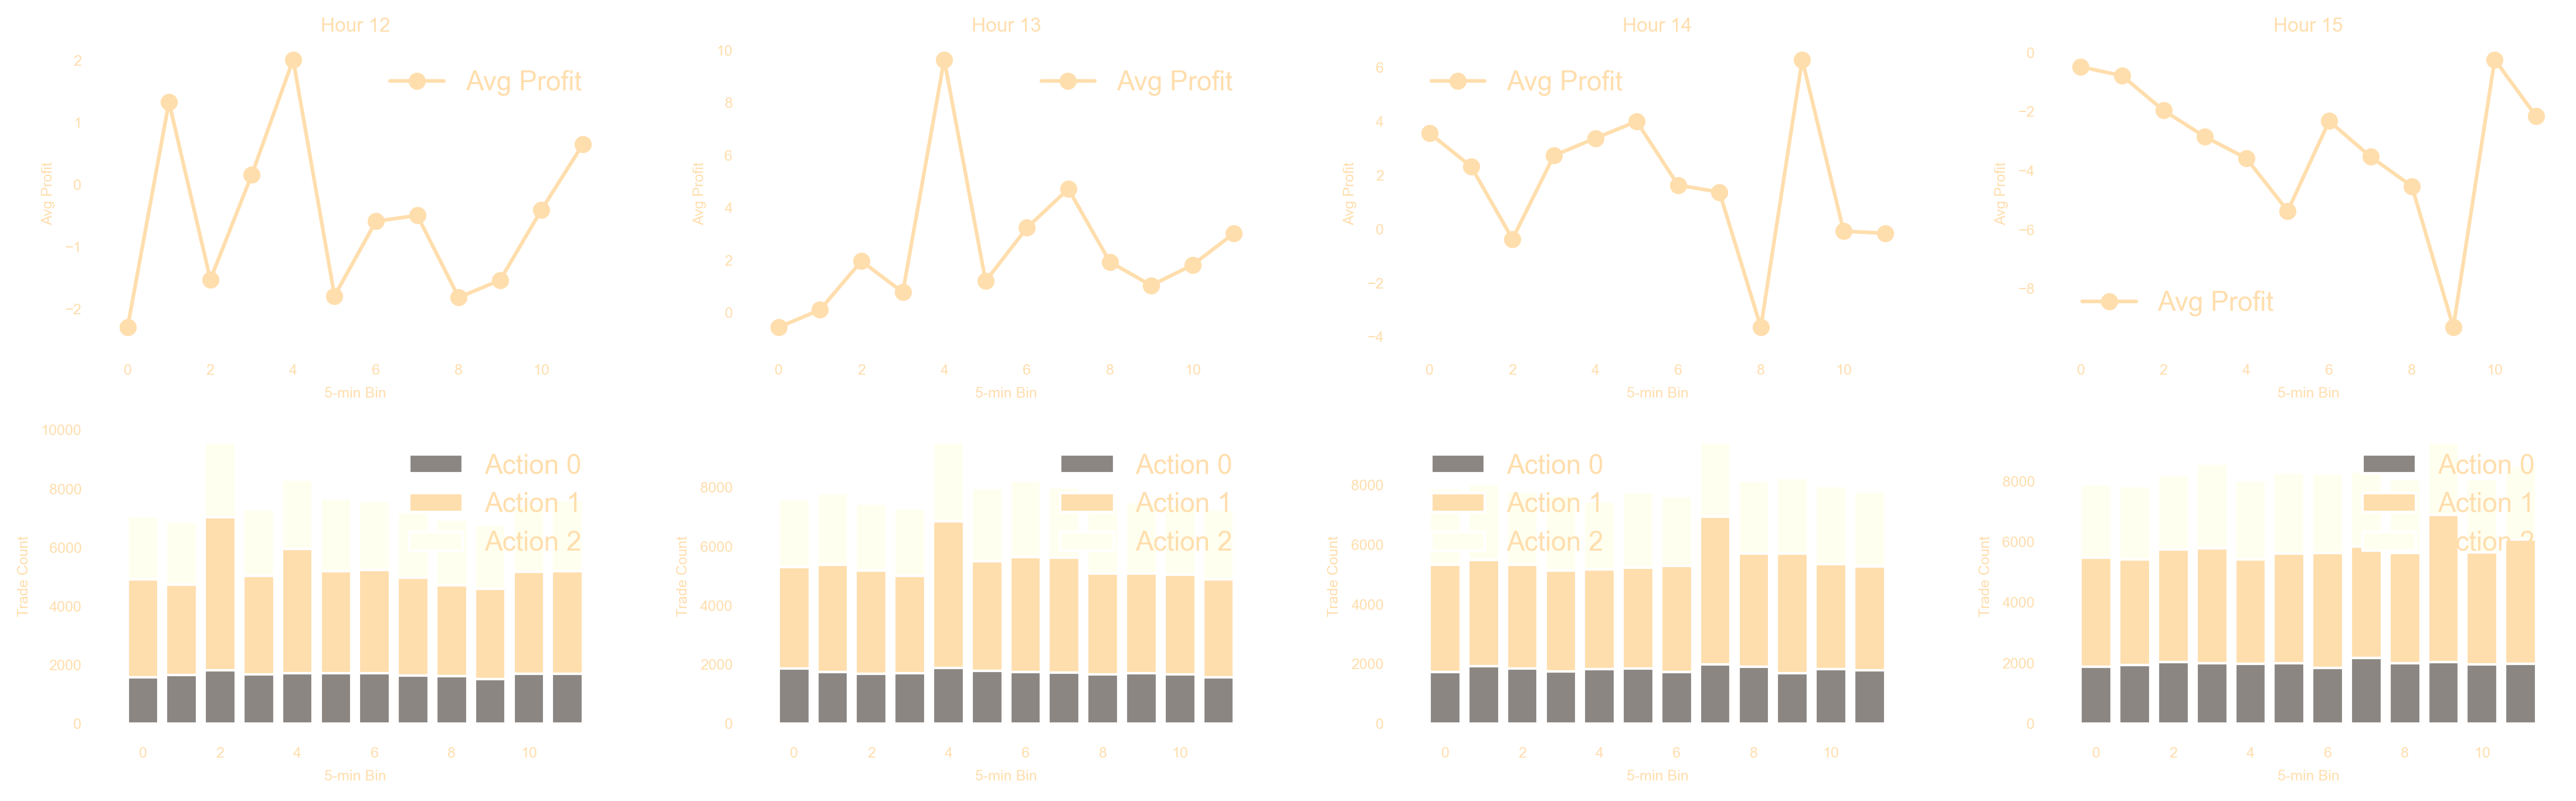 Hour 12
2
1
0
−1
−2
Avg Profit
Avg Profit
0 2 4 6 8 10
5-min Bin
Hour 13
10
8
6
4
2
0
Avg Profit
Avg Profit
0 2 4 6 8 10
5-min Bin
Hour 14
6
4
2
0
−2
−4
Avg Profit
Avg Profit
0 2 4 6 8 10
5-min Bin
Hour 15
0
−2
−4
−6
−8
Avg Profit
Avg Profit
0 2 4 6 8 10
5-min Bin
10000
8000
6000
4000
2000
0
Trade Count
Action 0
Action 1
Action 2
0 2 4 6 8 10
5-min Bin
8000
6000
4000
2000
0
Trade Count
Action 0
Action 1
Action 2
0 2 4 6 8 10
5-min Bin
8000
6000
4000
2000
0
Trade Count
Action 0
Action 1
Action 2
0 2 4 6 8 10
5-min Bin
8000
6000
4000
2000
0
Trade Count
Action 0
Action 1
Action 2
0 2 4 6 8 10
5-min Bin